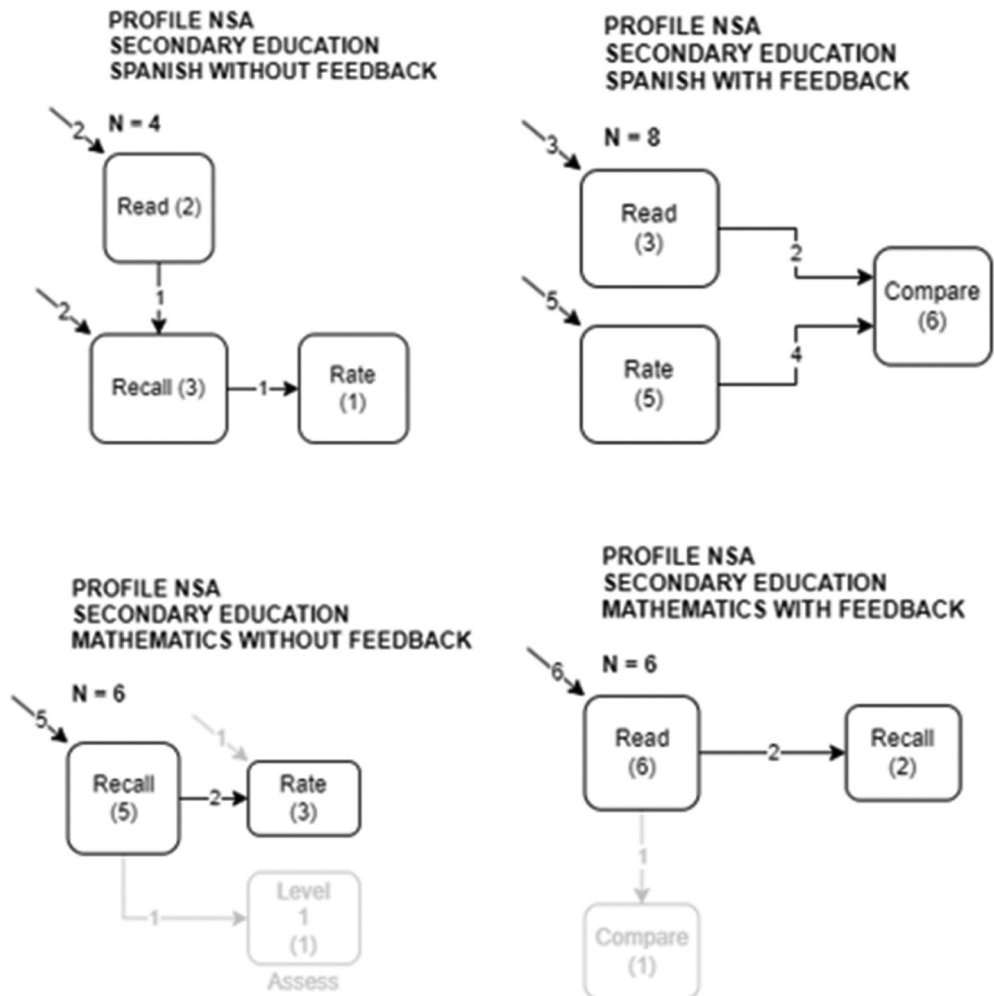 PROFILE NSA
SECONDARY EDUCATION
SPANISH WITHOUT FEEDBACK
N = 4
2
Read (2)
1
2
Recall (3)
1
Rate
(1)
PROFILE NSA
SECONDARY EDUCATION
SPANISH WITH FEEDBACK
N = 8
3
Read
(3)
2
5
Rate
(5)
4
Compare
(6)
PROFILE NSA
SECONDARY EDUCATION
MATHEMATICS WITHOUT FEEDBACK
N = 6
5
Recall
(5)
1
2
Rate
(3)
1
Level
1
(1)
Assess
PROFILE NSA
SECONDARY EDUCATION
MATHEMATICS WITH FEEDBACK
N = 6
6
Read
(6)
2
Recall
(2)
1
Compare
(1)